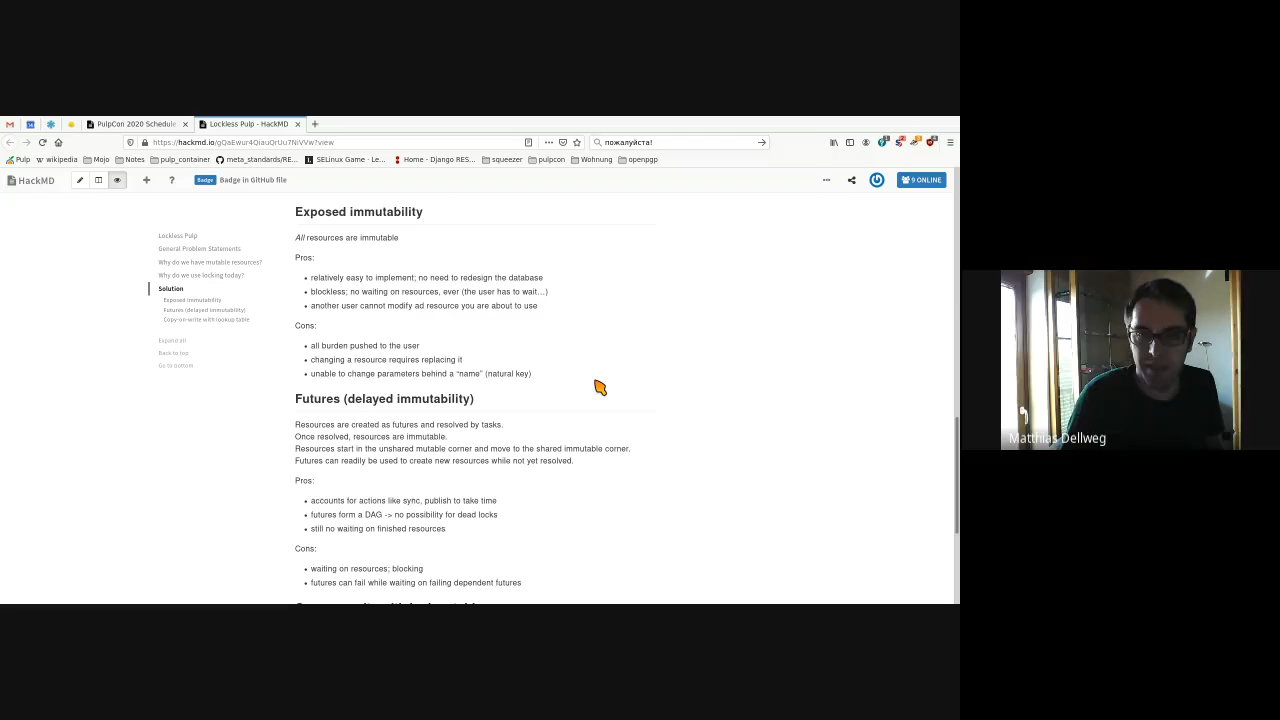 PulpCon 2020 Schedule
Lockless Pulp - HackMD
https://hackmd.io/gQaEwur4QiauQrUu7NiVVw?view
пожалуйста!
Pulp
wikipedia
Mojo
Notes
pulp_container
meta_standards/RE...
SELinux Game - Le...
Home - Django RES...
squeezer
pulpcon
Wohnung
openpgp
HackMD
Badge
Badge in GitHub file
9 ONLINE
Lockless Pulp
General Problem Statements
Why do we have mutable resources?
Why do we use locking today?
Solution
Exposed immutability
Futures (delayed immutability)
Copy-on-write with lookup table
Expand all
Back to top
Go to bottom
Exposed immutability
All resources are immutable
Pros:
• relatively easy to implement; no need to redesign the database
• blockless; no waiting on resources, ever (the user has to wait…)
• another user cannot modify ad resource you are about to use
Cons:
• all burden pushed to the user
• changing a resource requires replacing it
• unable to change parameters behind a “name” (natural key)
Futures (delayed immutability)
Resources are created as futures and resolved by tasks.
Once resolved, resources are immutable.
Resources start in the unshared mutable corner and move to the shared immutable corner.
Futures can readily be used to create new resources while not yet resolved.
Pros:
• accounts for actions like sync, publish to take time
• futures form a DAG -> no possibility for dead locks
• still no waiting on finished resources
Cons:
• waiting on resources; blocking
• futures can fail while waiting on failing dependent futures
Matthias Dellweg